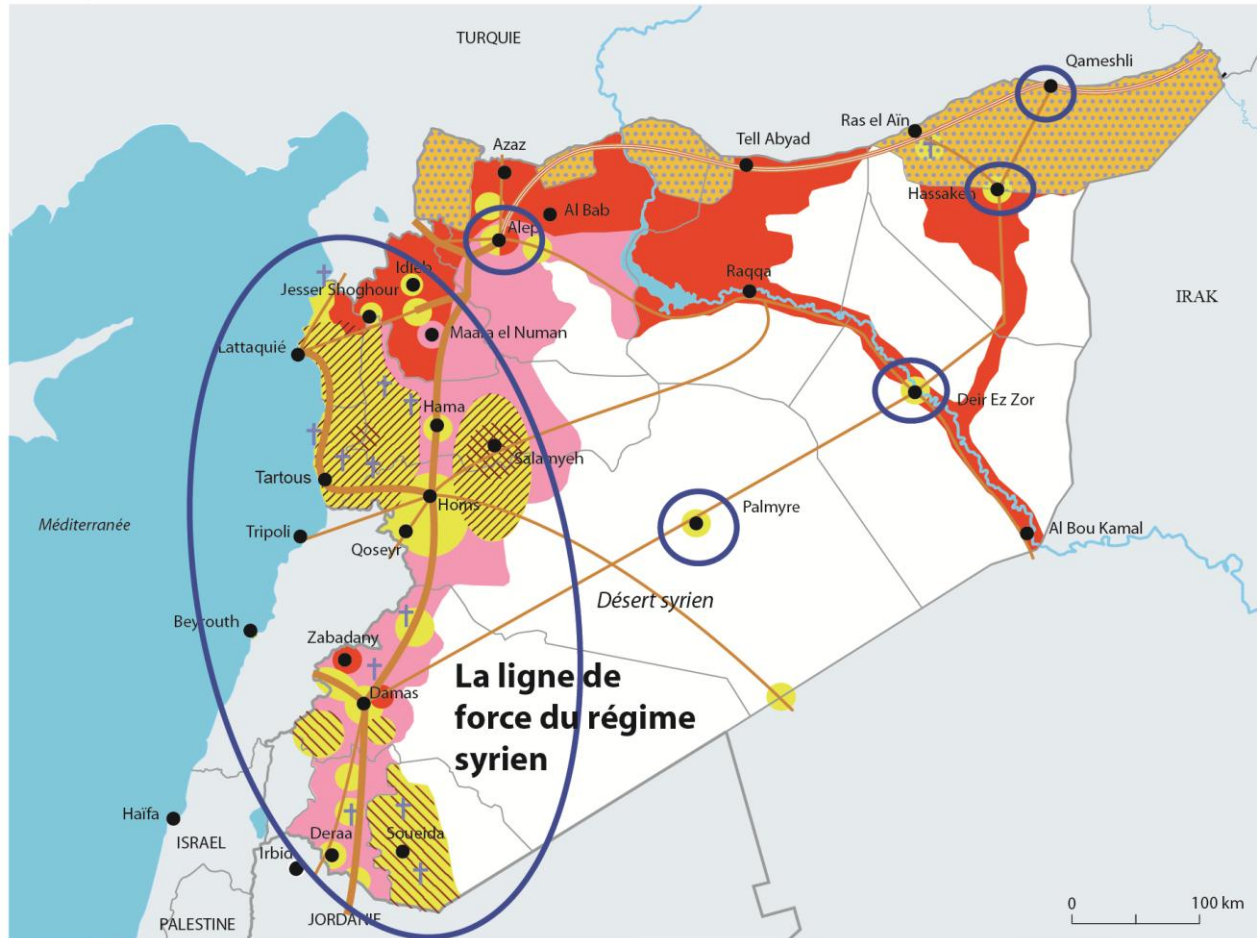 TURQUIE
Qameshli
Ras el Aïn
Azaz
Tell Abyad
Al Bab
Hassakeh
Alep
Idleb
Jesser Shoghour
Raqqa
IRAK
Maara el Numan
Lattaquié
Hama
Deir Ez Zor
Salamyeh
Tartous
Homs
Palmyre
Méditerranée
Tripoli
Qoseyr
Al Bou Kamal
Désert syrien
Beyrouth
Zabadany
Damas
La ligne de
force du régime
syrien
Haïfa
ISRAEL
Deraa
Soueida
Irbid
PALESTINE
JORDANIE
0
100 km